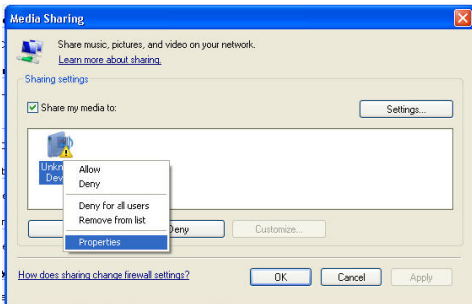 Media Sharing
Share music, pictures, and video on your network.
Learn more about sharing.
Sharing settings
Share my media to:
Settings...
Allow
Deny
Deny for all users
Remove from list
Properties
Customize...
How does sharing change firewall settings?
OK
Cancel
Apply